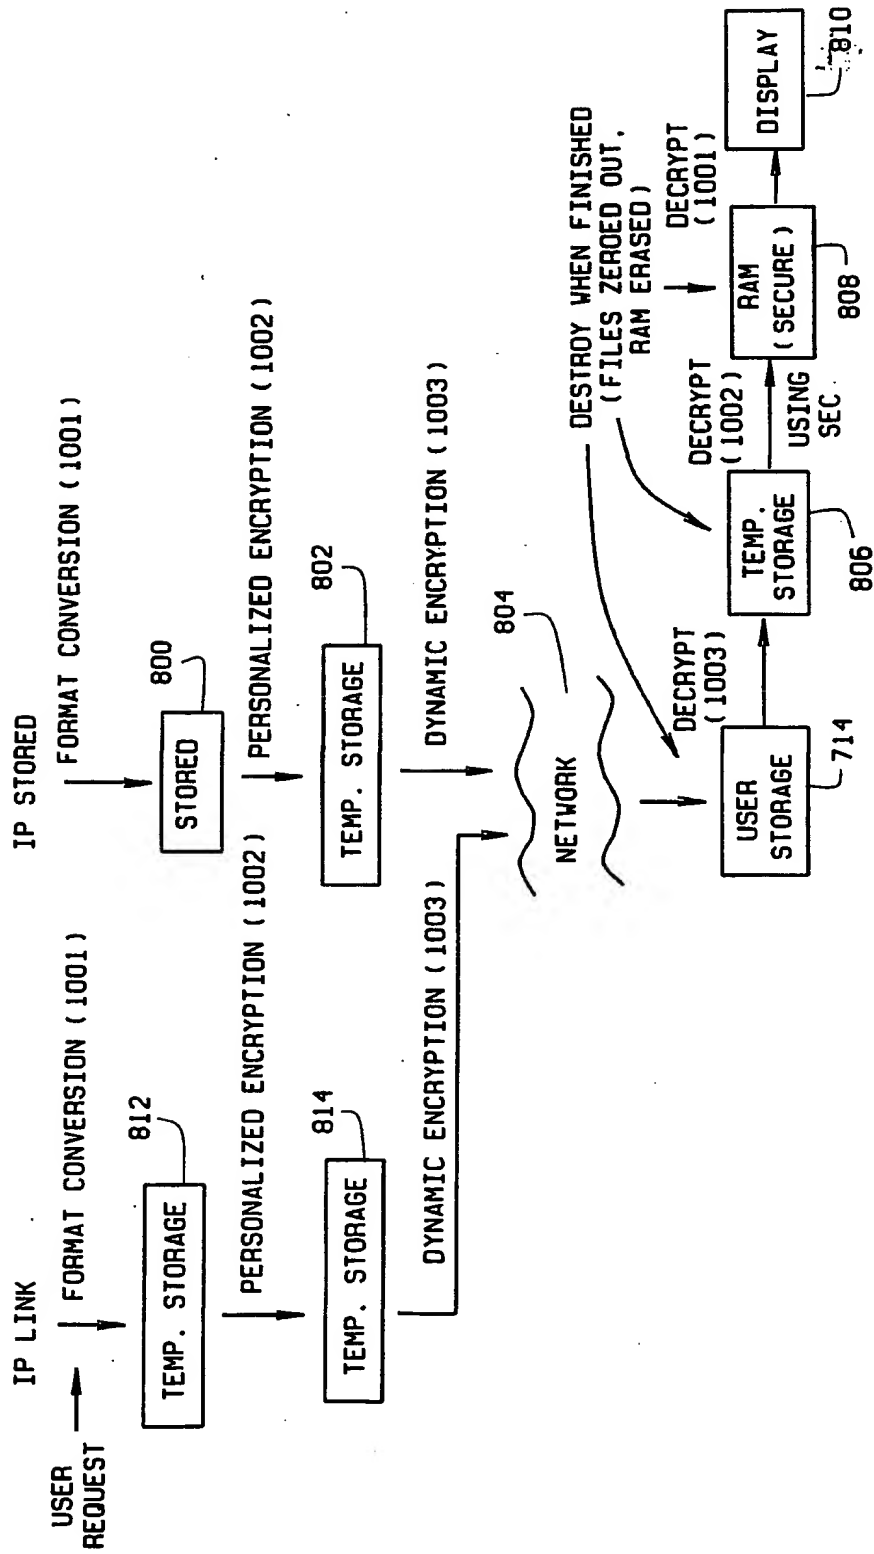 USER
REQUEST
IP LINK
FORMAT CONVERSION (1001)
812
TEMP. STORAGE
PERSONALIZED ENCRYPTION (1002)
814
TEMP. STORAGE
DYNAMIC ENCRYPTION (1003)
IP STORED
FORMAT CONVERSION (1001)
800
STORED
PERSONALIZED ENCRYPTION (1002)
802
TEMP. STORAGE
DYNAMIC ENCRYPTION (1003)
804
NETWORK
DESTROY WHEN FINISHED
(FILES ZEROED OUT,
RAM ERASED)
USER
STORAGE
714
DECRYPT
(1003)
TEMP.
STORAGE
806
DECRYPT
(1002)
USING
SEC
RAM
(SECURE)
808
DECRYPT
(1001)
DISPLAY
810